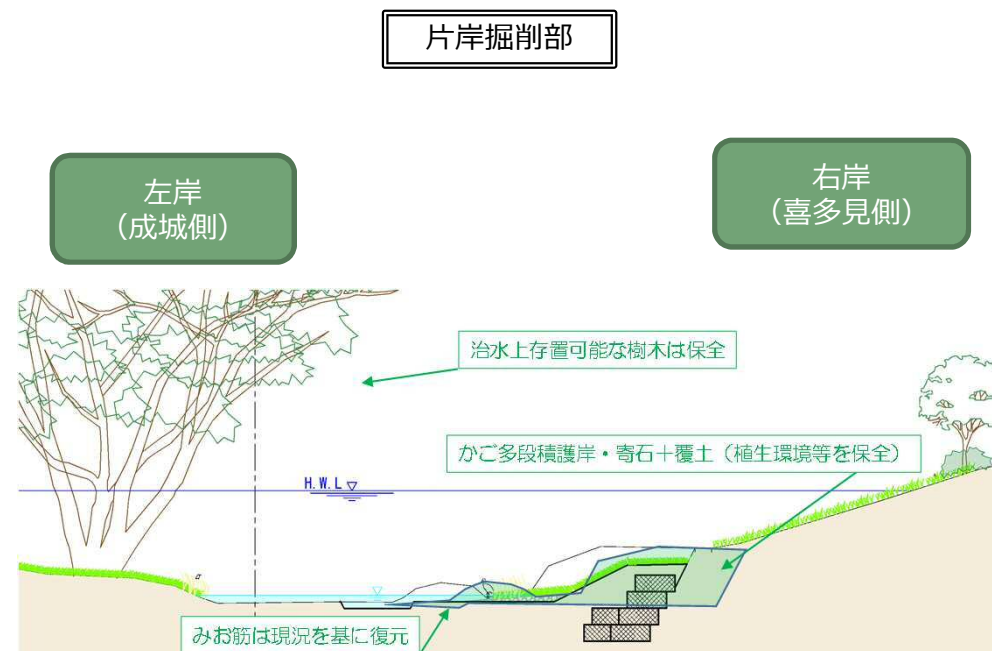 片岸掘削部
左岸
（成城側）
右岸
（喜多見側）
治水上存置可能な樹木は保全
かご多段積護岸・寄石＋覆土（植生環境等を保全）
H.W.L
みお筋は現況を基に復元